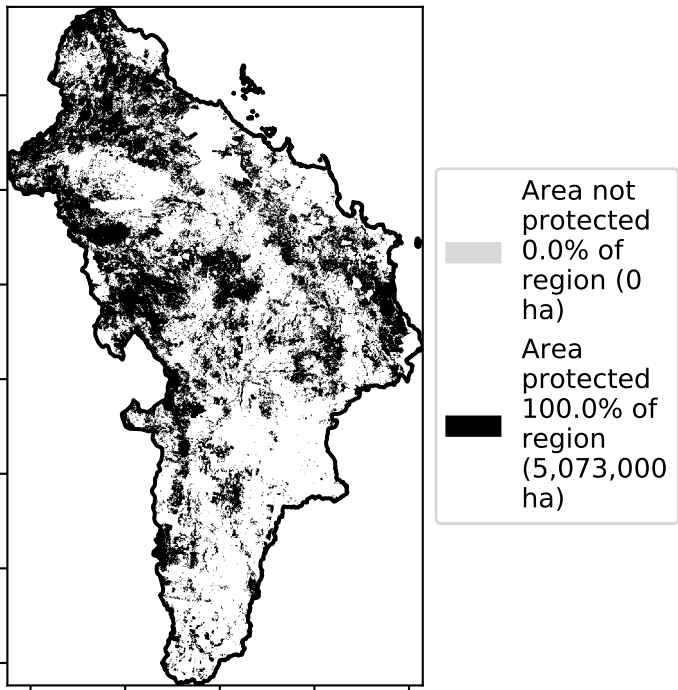 Area not
protected
0.0% of
region (0
ha)
Area
protected
100.0% of
region
(5,073,000
ha)